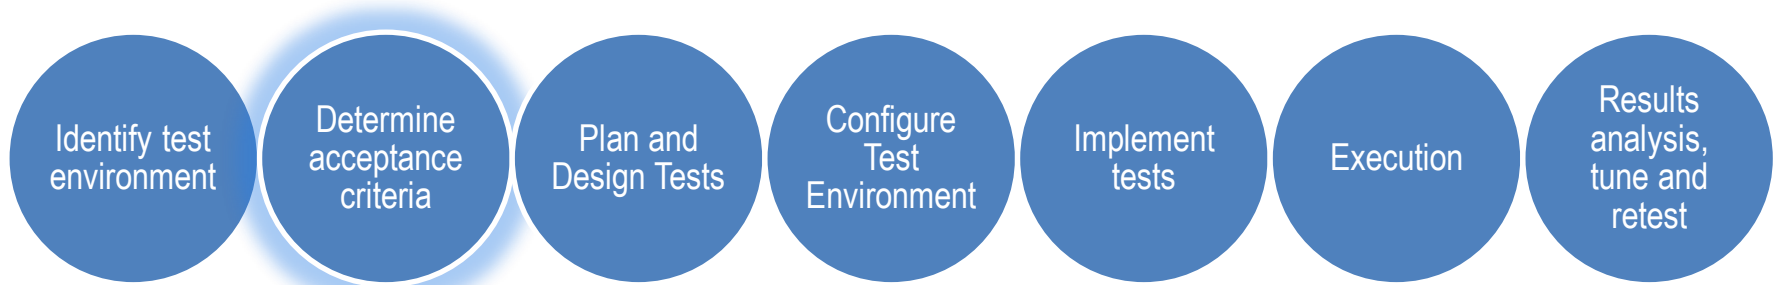 Identify test
environment
Determine
acceptance
criteria
Plan and
Design Tests
Configure
Test
Environment
Implement
tests
Execution
Results
analysis,
tune and
retest